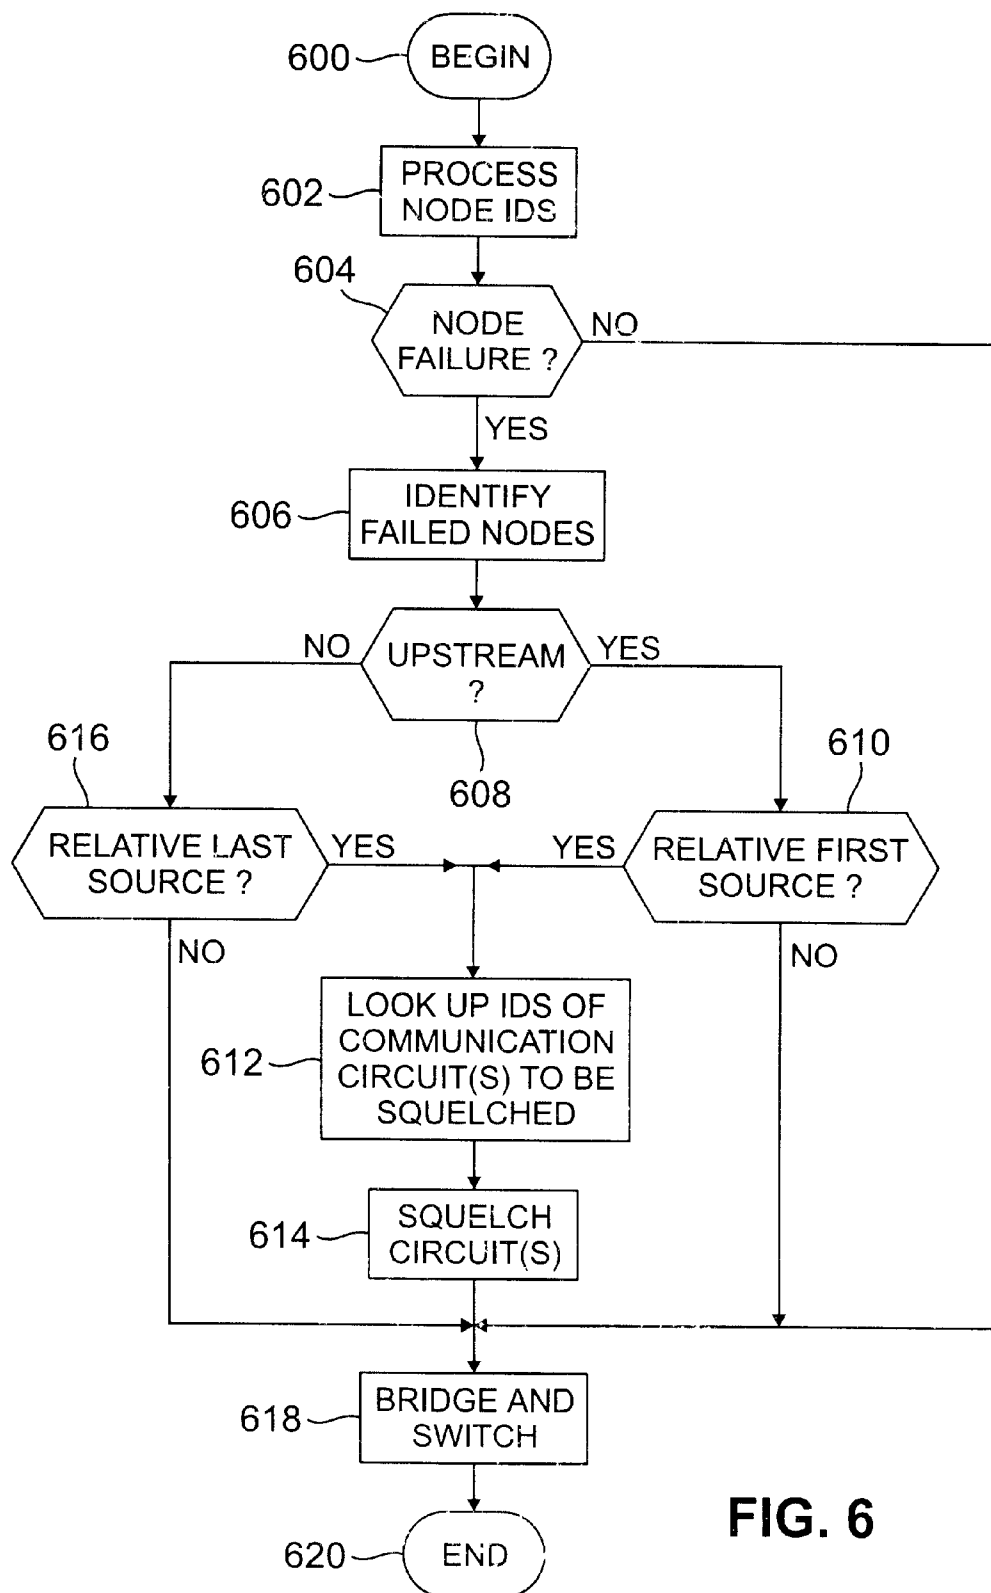 600
BEGIN
602
PROCESS
NODE IDS
604
NODE
FAILURE ?
NO
YES
606
IDENTIFY
FAILED NODES
NO
UPSTREAM
?
YES
608
616
610
RELATIVE LAST
SOURCE ?
YES
YES
RELATIVE FIRST
SOURCE ?
NO
NO
612
LOOK UP IDS OF
COMMUNICATION
CIRCUIT(S) TO BE
SQUELCHED
614
SQUELCH
CIRCUIT(S)
618
BRIDGE AND
SWITCH
620
END
FIG. 6